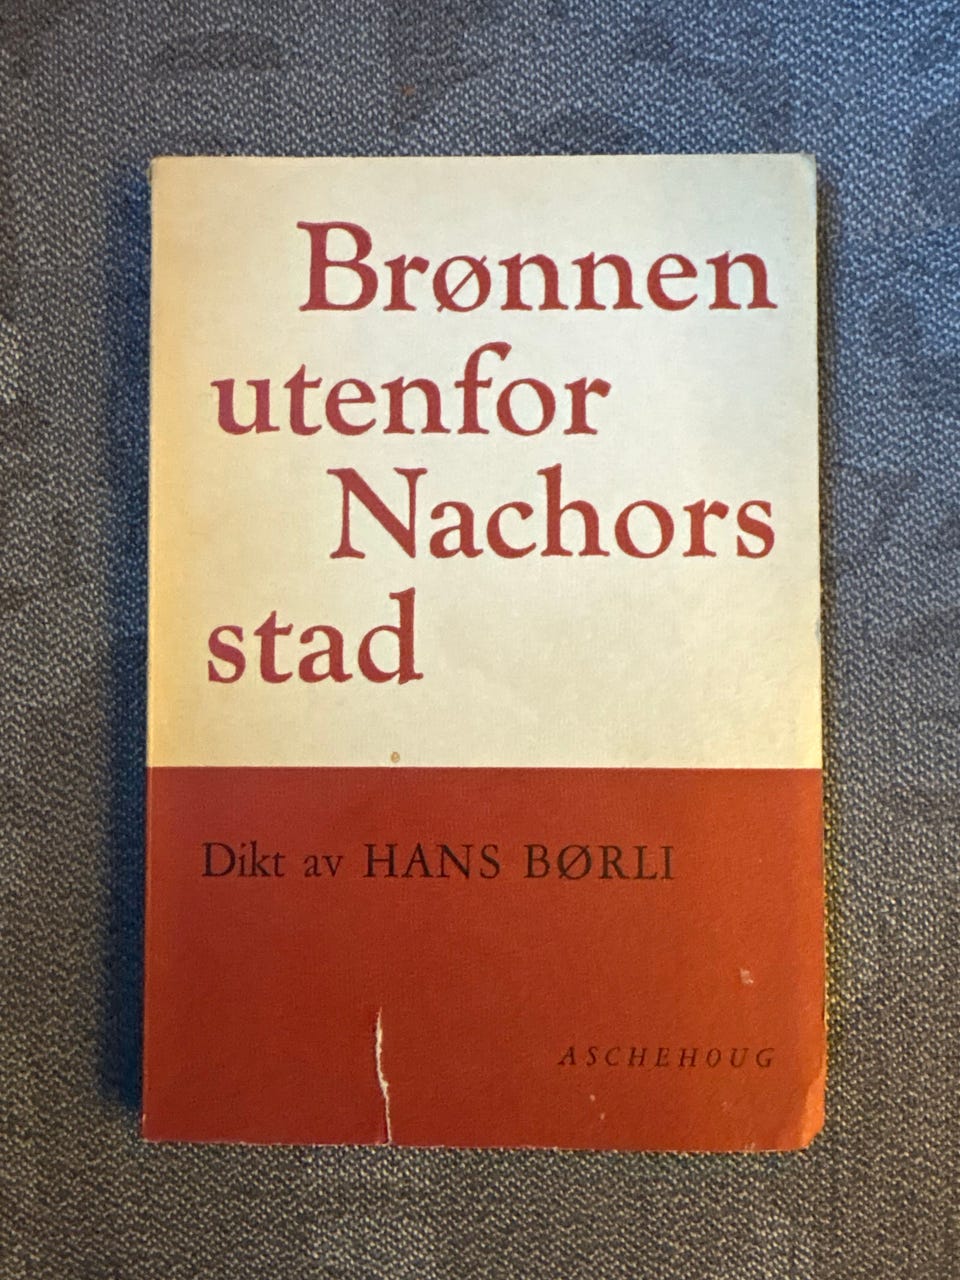 Brønnen
utenfor
Nachors
stad
Dikt av HANS BØRLI
ASCHEHOUG